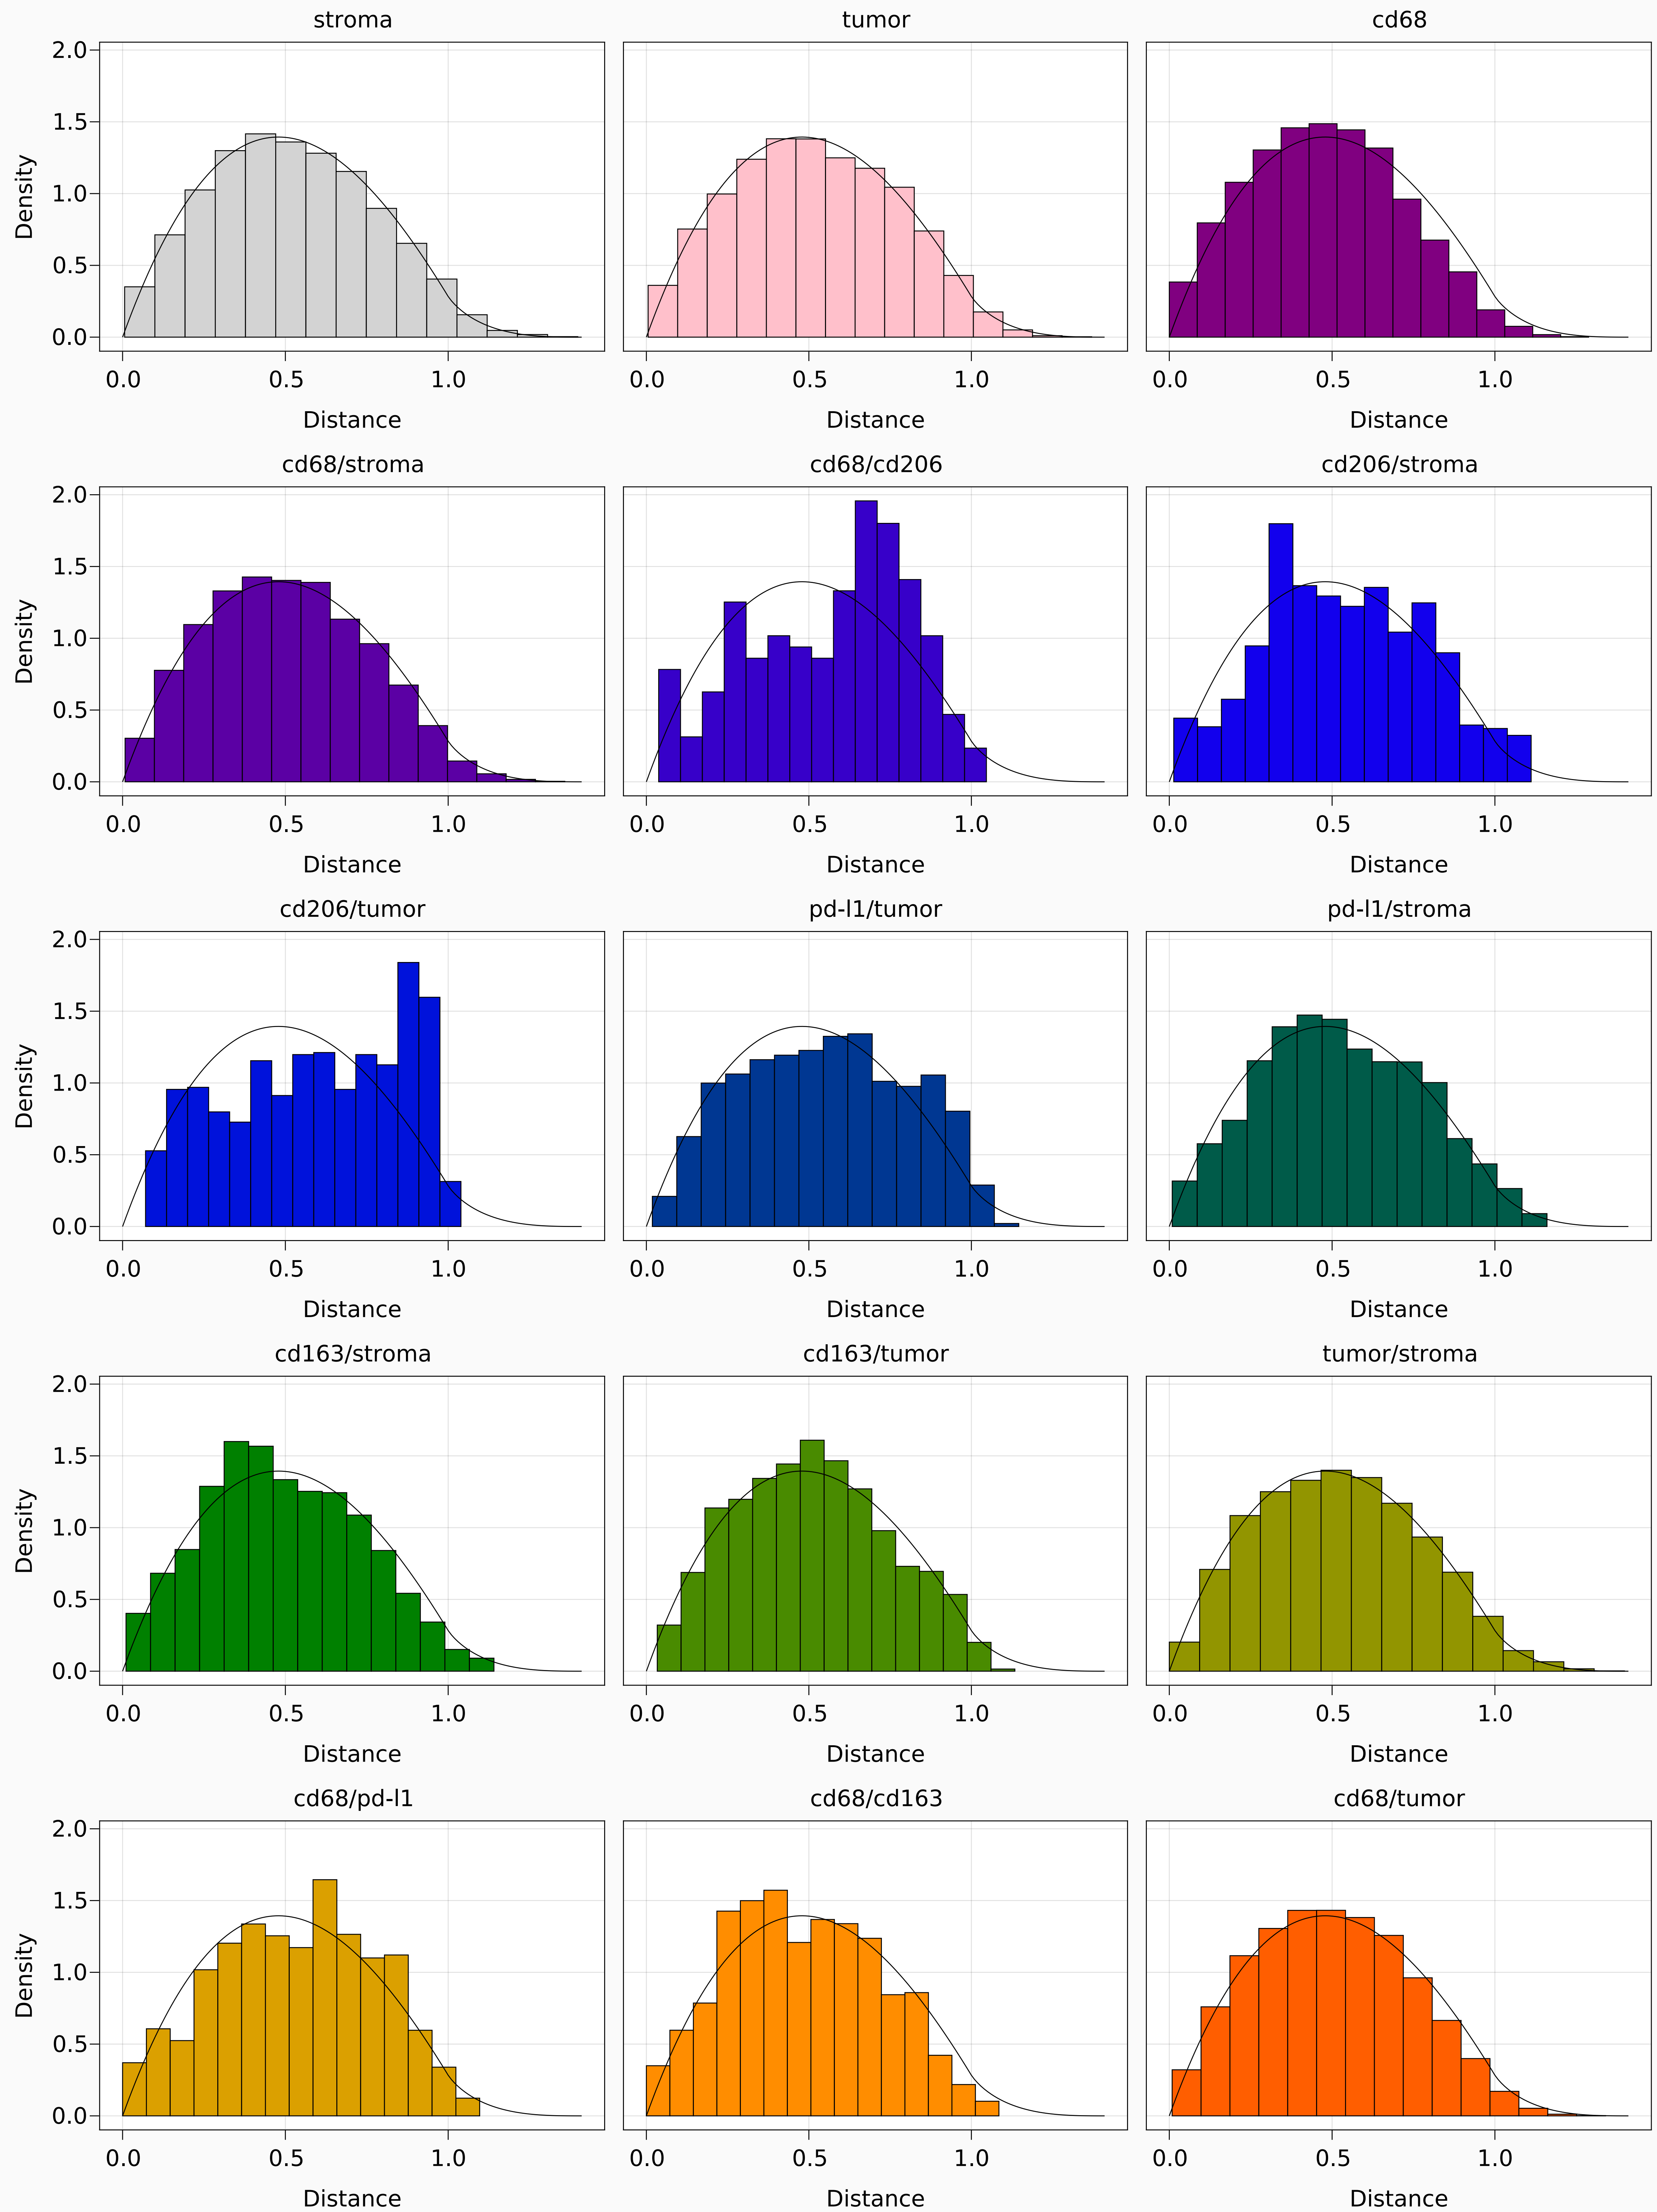 stroma
tumor
cd68
Density
2.0
1.5
1.0
0.5
0.0
0.0 0.5 1.0
0.0 0.5 1.0
0.0 0.5 1.0
Distance
Distance
Distance
cd68/stroma
cd68/cd206
cd206/stroma
Density
2.0
1.5
1.0
0.5
0.0
0.0 0.5 1.0
0.0 0.5 1.0
0.0 0.5 1.0
Distance
Distance
Distance
cd206/tumor
pd-l1/tumor
pd-l1/stroma
Density
2.0
1.5
1.0
0.5
0.0
0.0 0.5 1.0
0.0 0.5 1.0
0.0 0.5 1.0
Distance
Distance
Distance
cd163/stroma
cd163/tumor
tumor/stroma
Density
2.0
1.5
1.0
0.5
0.0
0.0 0.5 1.0
0.0 0.5 1.0
0.0 0.5 1.0
Distance
Distance
Distance
cd68/pd-l1
cd68/cd163
cd68/tumor
Density
2.0
1.5
1.0
0.5
0.0
0.0 0.5 1.0
0.0 0.5 1.0
0.0 0.5 1.0
Distance
Distance
Distance